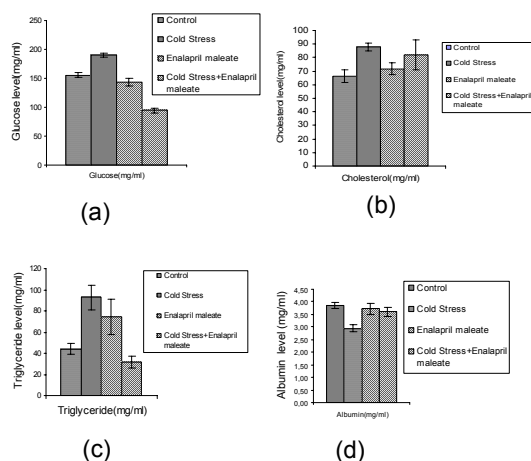 Glucose level(mg/ml)
250
200
150
100
50
0
Glucose(mg/ml)
Control
Cold Stress
Enalapril maleate
Cold Stress+Enalapril
maleate
(a)
Cholesterol level(mg/ml)
100
90
80
70
60
50
40
30
20
10
0
Cholesterol(mg/ml)
Control
Cold Stress
Enalapril maleate
Cold Stress+Enalapril
maleate
(b)
Triglyceride level(mg/ml)
120
100
80
60
40
20
0
Triglyceride(mg/ml)
Control
Cold Stress
Enalapril maleate
Cold Stress+Enalapril
maleate
(c)
Albumin level (mg/ml)
4,50
4,00
3,50
3,00
2,50
2,00
1,50
1,00
0,50
0,00
Albumin(mg/ml)
Control
Cold Stress
Enalapril maleate
Cold Stress+Enalapril
maleate
(d)